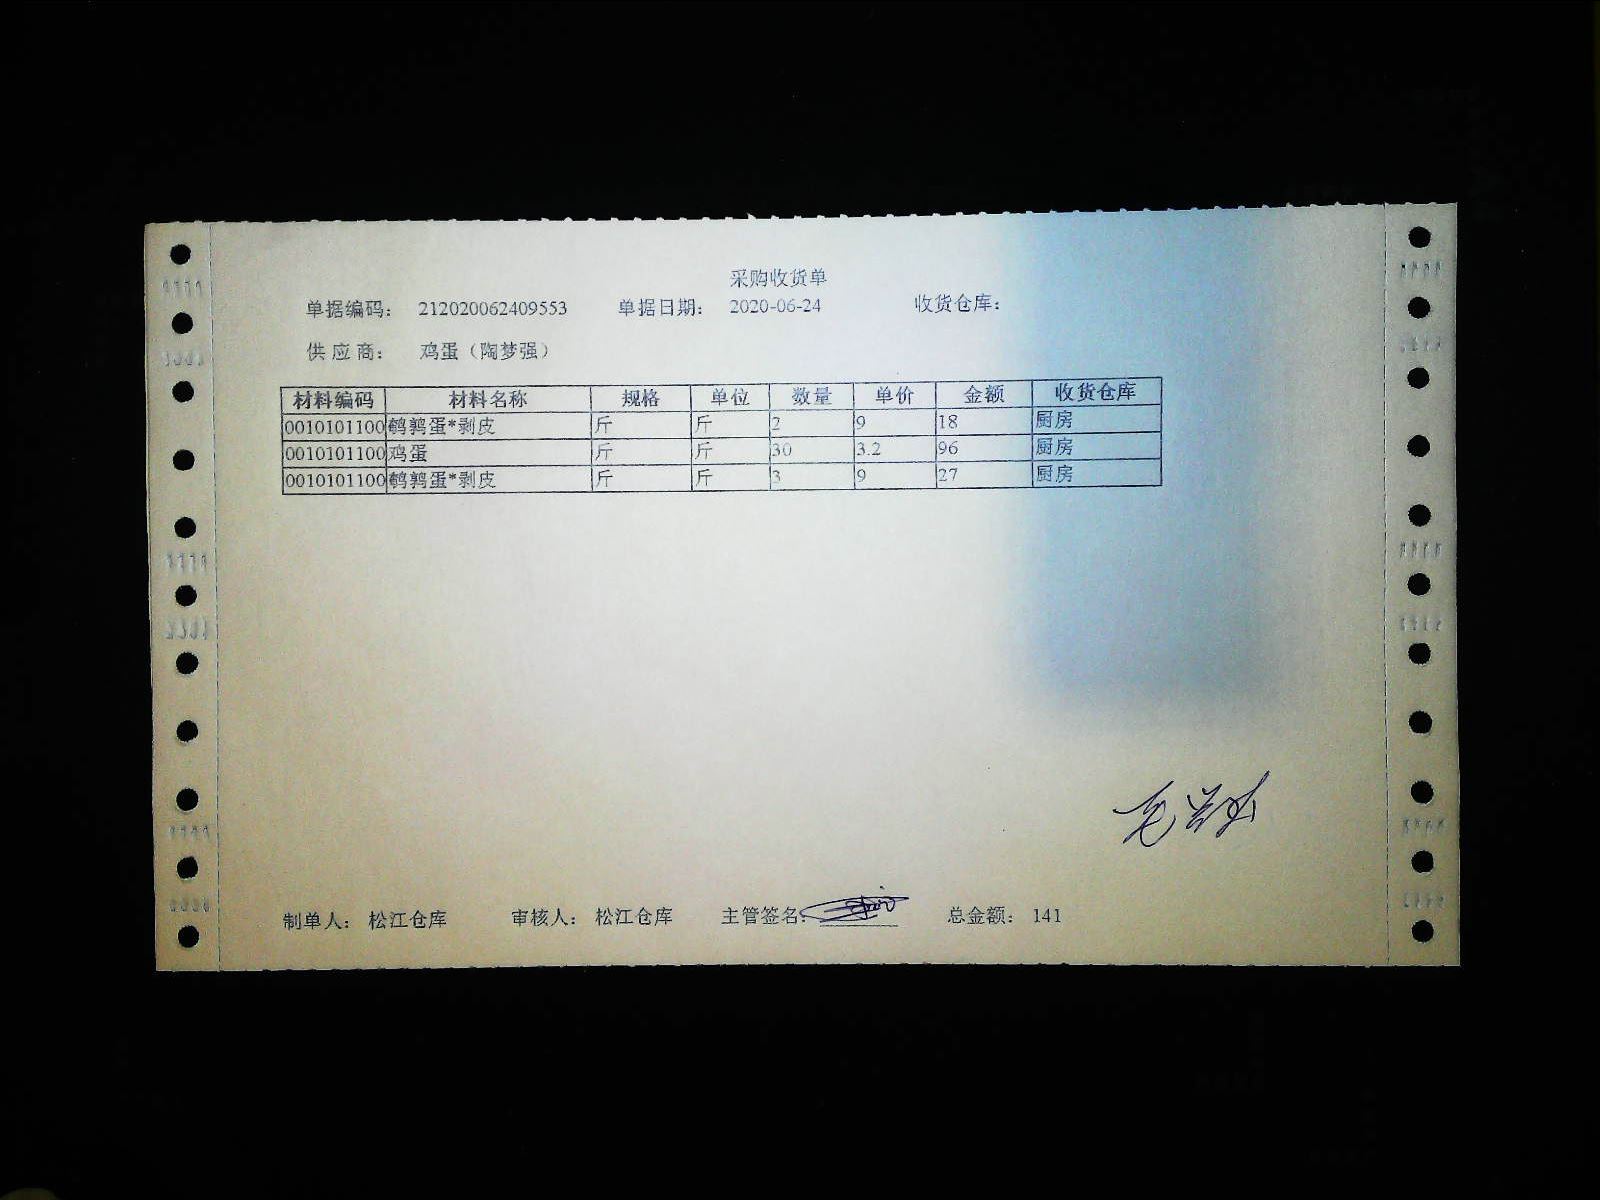 采购收货单
单据编码： 212020062409553 单据日期： 2020-06-24 收货仓库：
供 应 商： 鸡蛋（陶梦强）
材料编码 材料名称 规格 单位 数量 单价 金额 收货仓库
0010101100 鹌鹑蛋*剥皮 斤 斤 2 9 18 厨房
0010101100 鸡蛋 斤 斤 30 3.2 96 厨房
0010101100 鹌鹑蛋*剥皮 斤 斤 3 9 27 厨房
制单人： 松江仓库 审核人： 松江仓库 主管签名： 总金额： 141